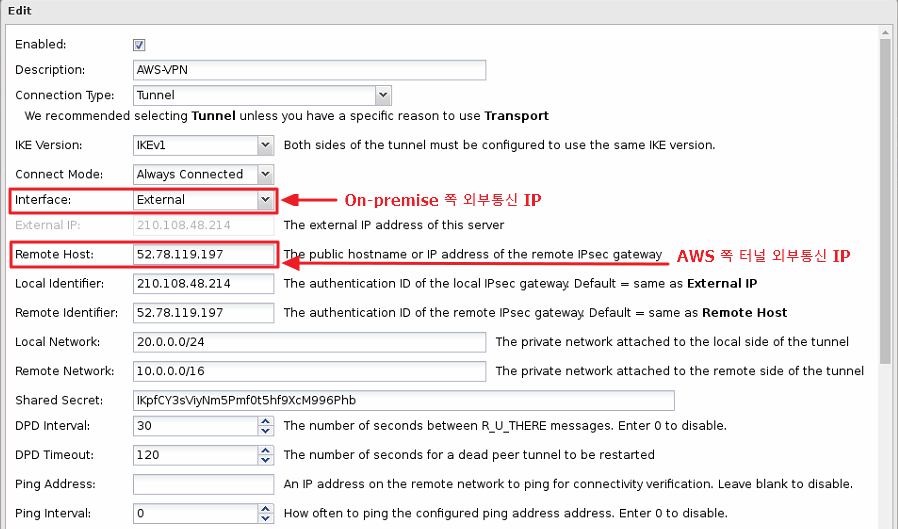 Edit
Enabled:
Description: AWS-VPN
Connection Type: Tunnel
We recommended selecting Tunnel unless you have a specific reason to use Transport
IKE Version: IKEv1 Both sides of the tunnel must be configured to use the same IKE version.
Connect Mode: Always Connected
Interface: External On-premise 쪽 외부통신 IP
External IP: 210.108.48.214 The external IP address of this server
Remote Host: 52.78.119.197 The public hostname or IP address of the remote IPsec gateway AWS 쪽 터널 외부통신 IP
Local Identifier: 210.108.48.214 The authentication ID of the local IPsec gateway. Default = same as External IP
Remote Identifier: 52.78.119.197 The authentication ID of the remote IPsec gateway. Default = same as Remote Host
Local Network: 20.0.0.0/24 The private network attached to the local side of the tunnel
Remote Network: 10.0.0.0/16 The private network attached to the remote side of the tunnel
Shared Secret: IKpfCY3sViyNm5Pmf0t5hf9XcM996Phb
DPD Interval: 30 The number of seconds between R_U_THERE messages. Enter 0 to disable.
DPD Timeout: 120 The number of seconds for a dead peer tunnel to be restarted
Ping Address: An IP address on the remote network to ping for connectivity verification. Leave blank to disable.
Ping Interval: 0 How often to ping the configured ping address address. Enter 0 to disable.